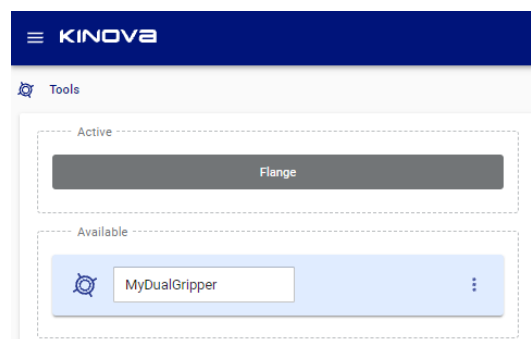 KINOVA
Tools
Active
Flange
Available
MyDualGripper